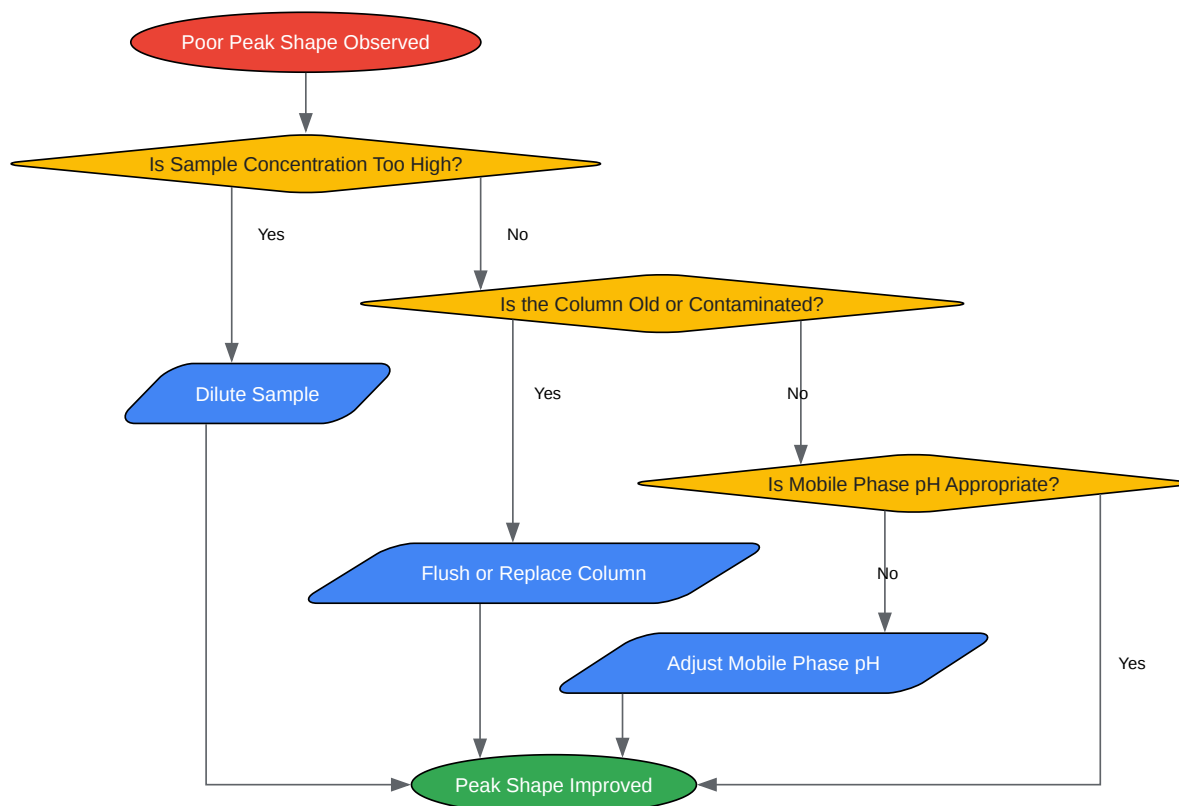 Poor Peak Shape Observed
Is Sample Concentration Too High?
Yes
No
Is the Column Old or Contaminated?
Dilute Sample
Yes
No
Is Mobile Phase pH Appropriate?
Flush or Replace Column
No
Adjust Mobile Phase pH
Yes
Peak Shape Improved